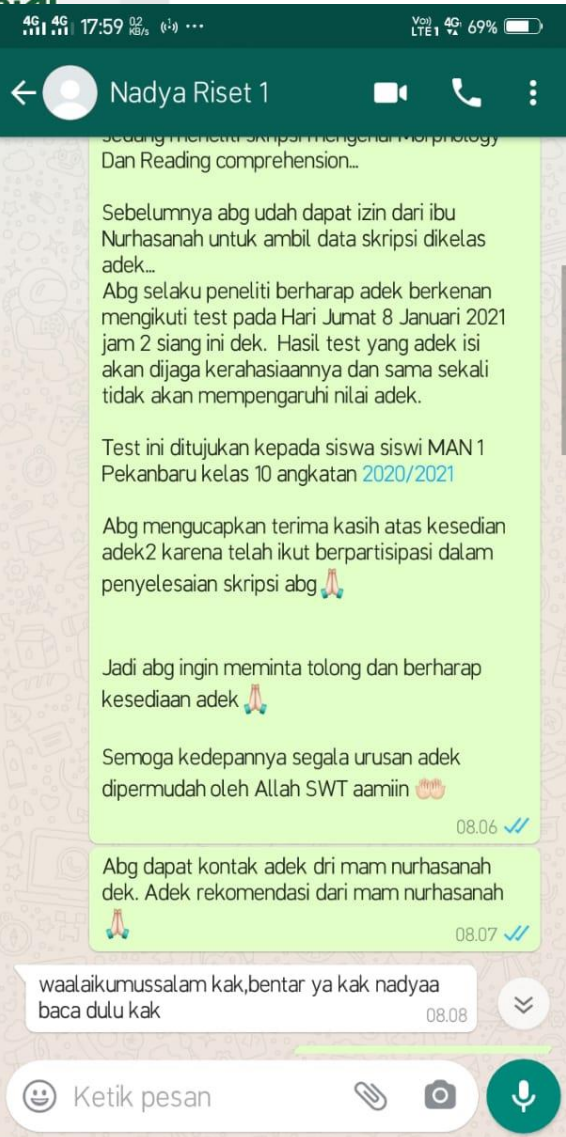 4G 4G 17:59 0.2 KB/s ••• Vo)) LTE1 4G 69%
Nadya Riset 1
sedang meneliti skripsi mengenai Morphology
Dan Reading comprehension...
Sebelumnya abg udah dapat izin dari ibu
Nurhasanah untuk ambil data skripsi dikelas
adek...
Abg selaku peneliti berharap adek berkenan
mengikuti test pada Hari Jumat 8 Januari 2021
jam 2 siang ini dek. Hasil test yang adek isi
akan dijaga kerahasiaannya dan sama sekali
tidak akan mempengaruhi nilai adek.
Test ini ditujukan kepada siswa siswi MAN 1
Pekanbaru kelas 10 angkatan 2020/2021
Abg mengucapkan terima kasih atas kesedian
adek2 karena telah ikut berpartisipasi dalam
penyelesaian skripsi abg🙏🏻
Jadi abg ingin meminta tolong dan berharap
kesediaan adek 🙏🏻
Semoga kedepannya segala urusan adek
dipermudah oleh Allah SWT aamiin 🤲🏻
08.06
Abg dapat kontak adek dri mam nurhasanah
dek. Adek rekomendasi dari mam nurhasanah
🙏🏻
08.07
waalaikumussalam kak,bentar ya kak nadyaa
baca dulu kak
08.08
Ketik pesan